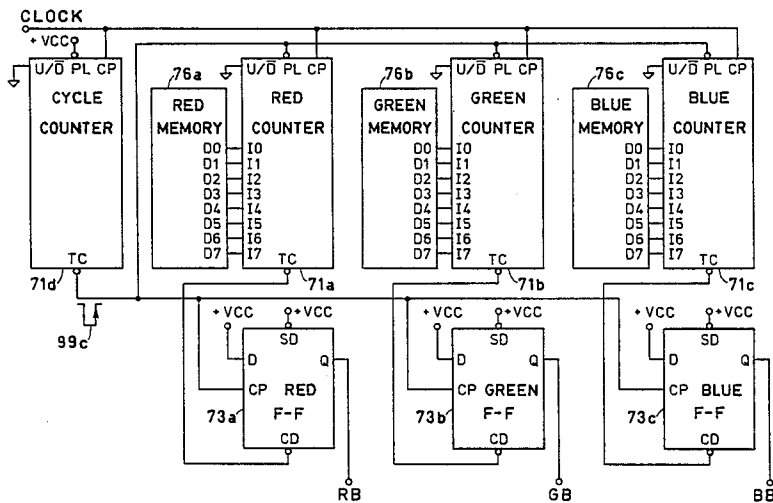 CLOCK
+VCC
U/D̅ PL CP
CYCLE
COUNTER
TC
71d
99c
76a
RED
MEMORY
D0
D1
D2
D3
D4
D5
D6
D7
U/D̅ PL CP
RED
COUNTER
I0
I1
I2
I3
I4
I5
I6
I7
TC
71a
76b
GREEN
MEMORY
D0
D1
D2
D3
D4
D5
D6
D7
U/D̅ PL CP
GREEN
COUNTER
I0
I1
I2
I3
I4
I5
I6
I7
TC
71b
76c
BLUE
MEMORY
D0
D1
D2
D3
D4
D5
D6
D7
U/D̅ PL CP
BLUE
COUNTER
I0
I1
I2
I3
I4
I5
I6
I7
TC
71c
+VCC
+VCC
SD
D
Q
CP
RED
F-F
CD
73a
RB
+VCC
+VCC
SD
D
Q
CP
GREEN
F-F
CD
73b
GB
+VCC
+VCC
SD
D
Q
CP
BLUE
F-F
CD
73c
BB